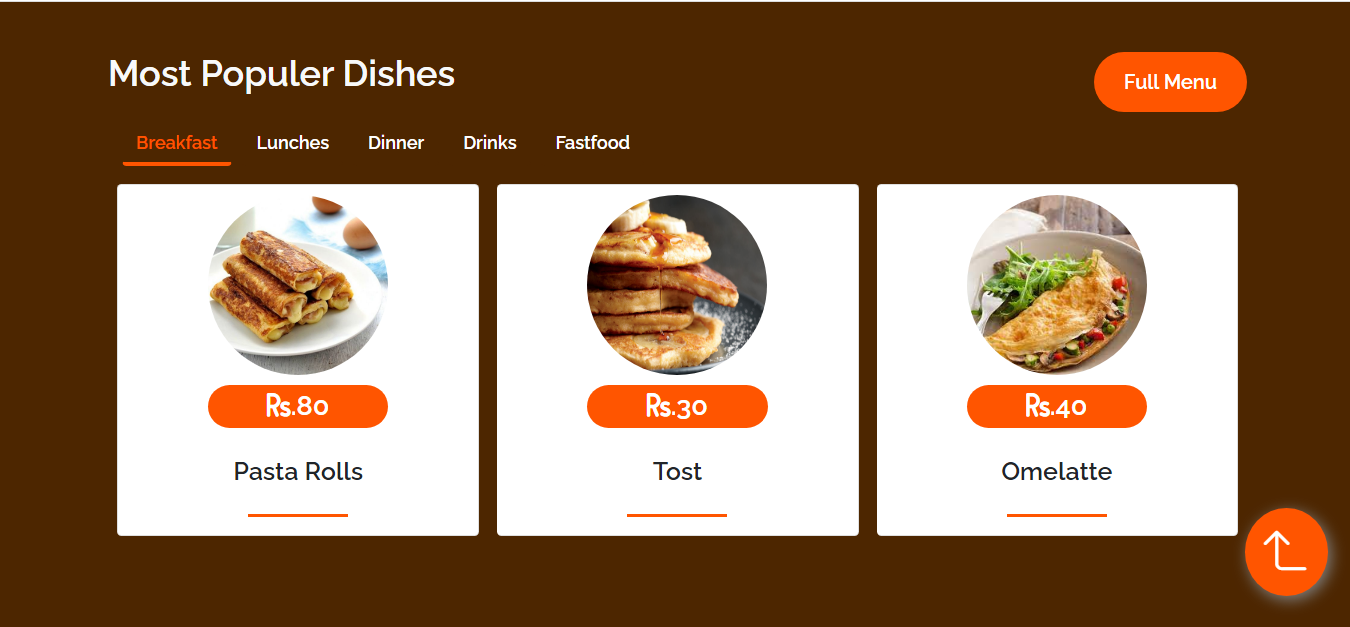 Most Populer Dishes
Full Menu
Breakfast Lunches Dinner Drinks Fastfood
Rs.80
Rs.30
Rs.40
Pasta Rolls
Tost
Omelatte